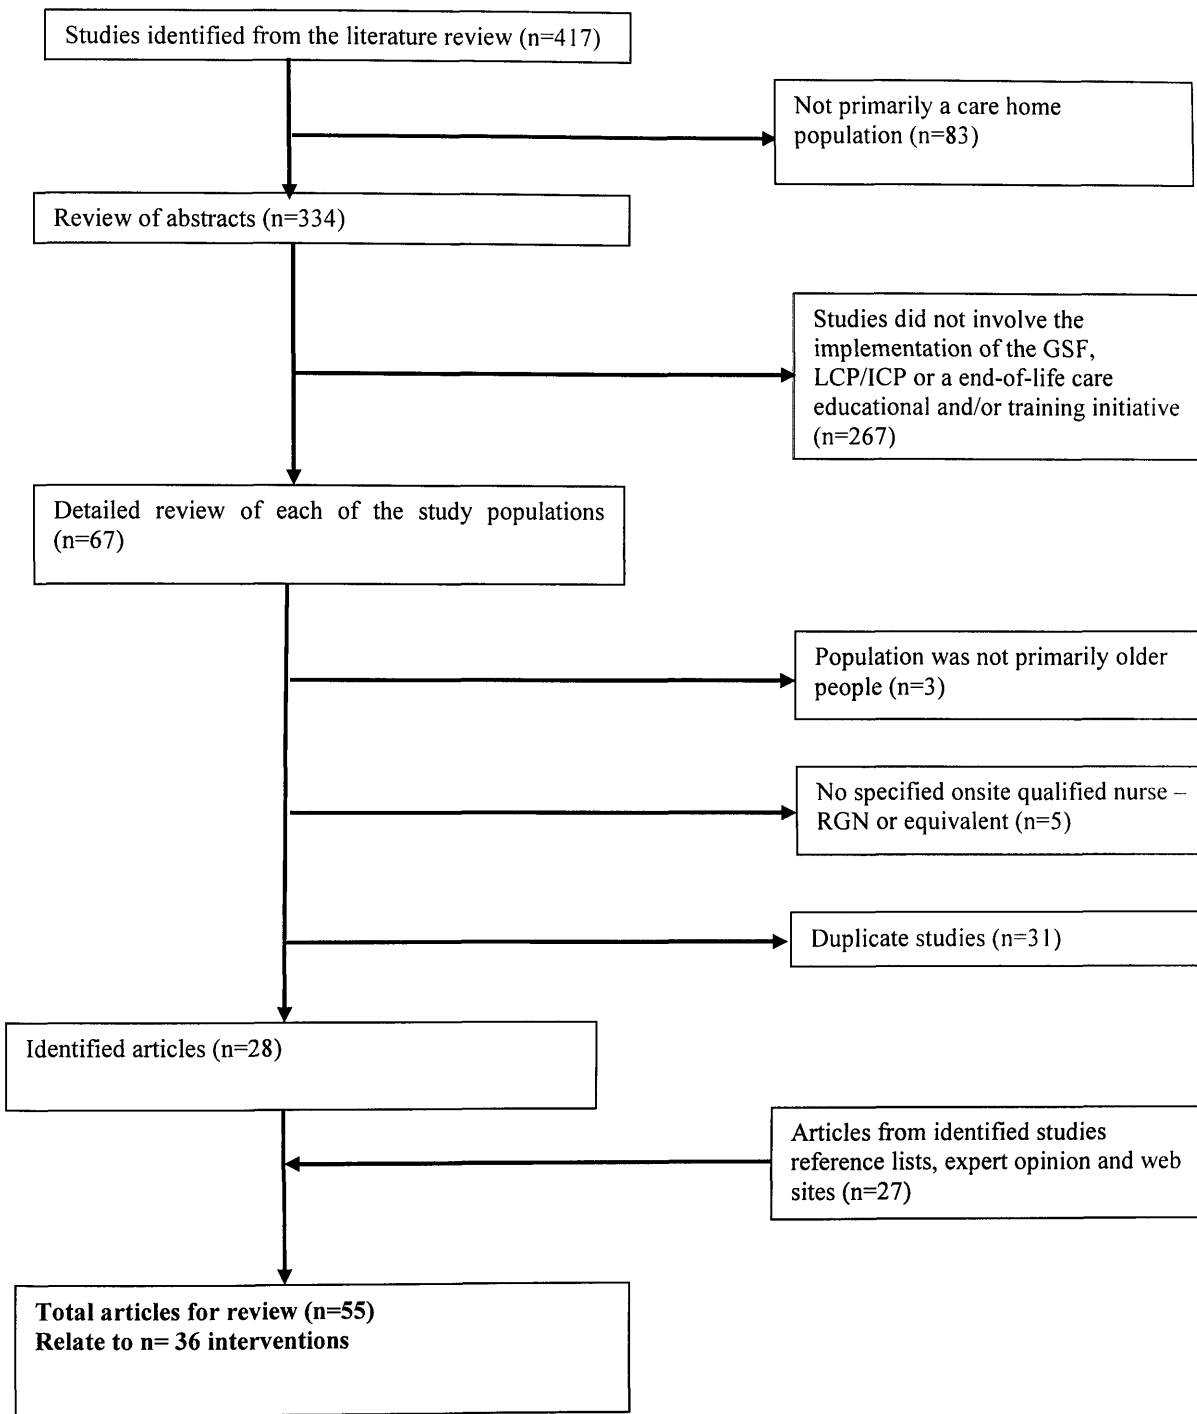 Studies identified from the literature review (n=417)
Not primarily a care home
population (n=83)
Review of abstracts (n=334)
Studies did not involve the
implementation of the GSF,
LCP/ICP or a end-of-life care
educational and/or training initiative
(n=267)
Detailed review of each of the study populations
(n=67)
Population was not primarily older
people (n=3)
No specified onsite qualified nurse –
RGN or equivalent (n=5)
Duplicate studies (n=31)
Identified articles (n=28)
Articles from identified studies
reference lists, expert opinion and web
sites (n=27)
Total articles for review (n=55)
Relate to n= 36 interventions